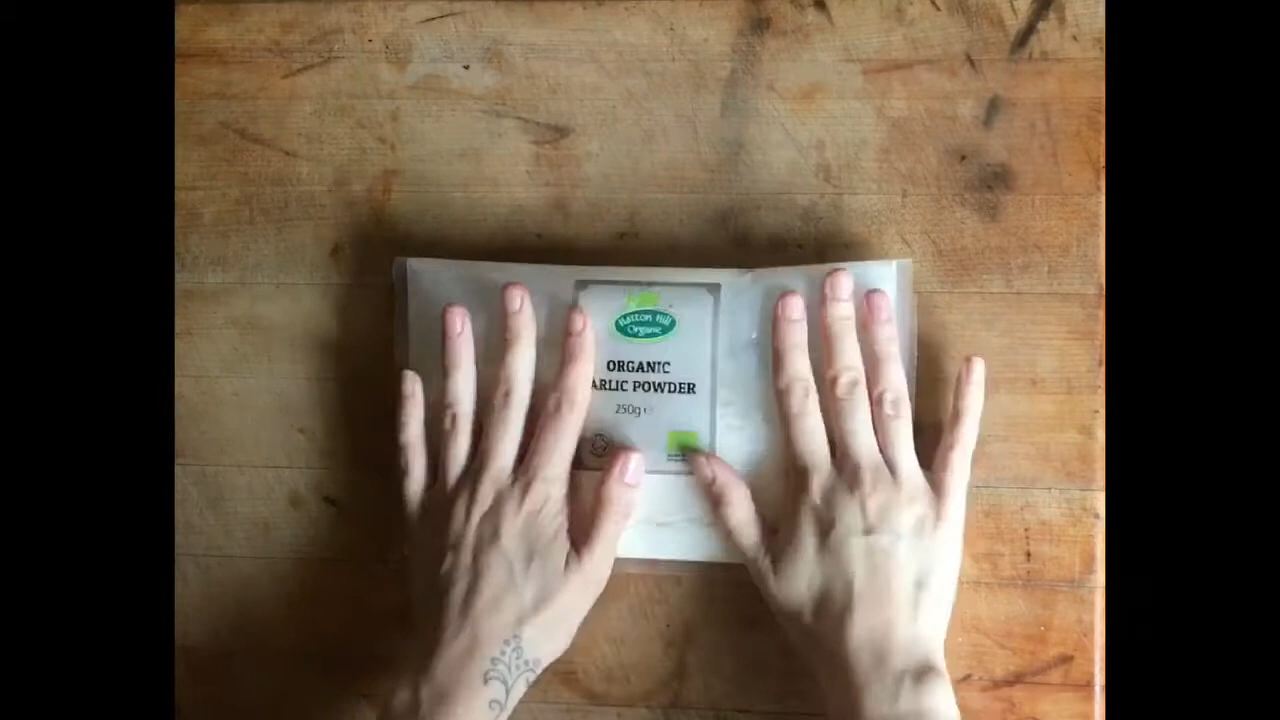 Hatton Hill
Organic
ORGANIC
ARLIC POWDER
250g e